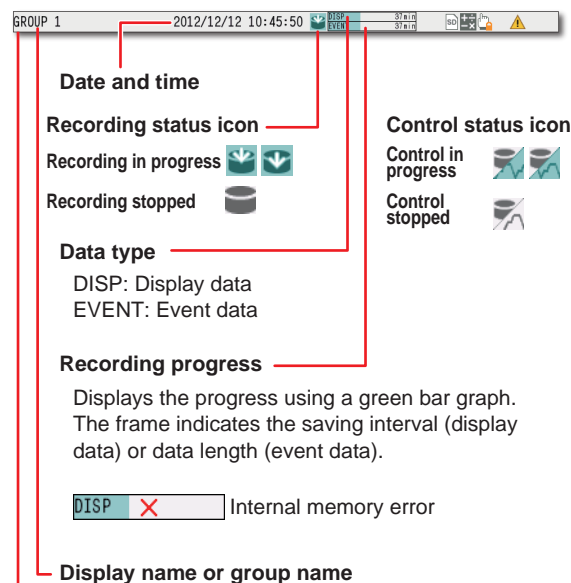 GROUP 1 2012/12/12 10:45:50 DISP 37min
EVENT 37min
SD
Date and time
Recording status icon
Recording in progress
Recording stopped
Control status icon
Control in
progress
Control
stopped
Data type
DISP: Display data
EVENT: Event data
Recording progress
Displays the progress using a green bar graph.
The frame indicates the saving interval (display
data) or data length (event data).
DISP Internal memory error
Display name or group name